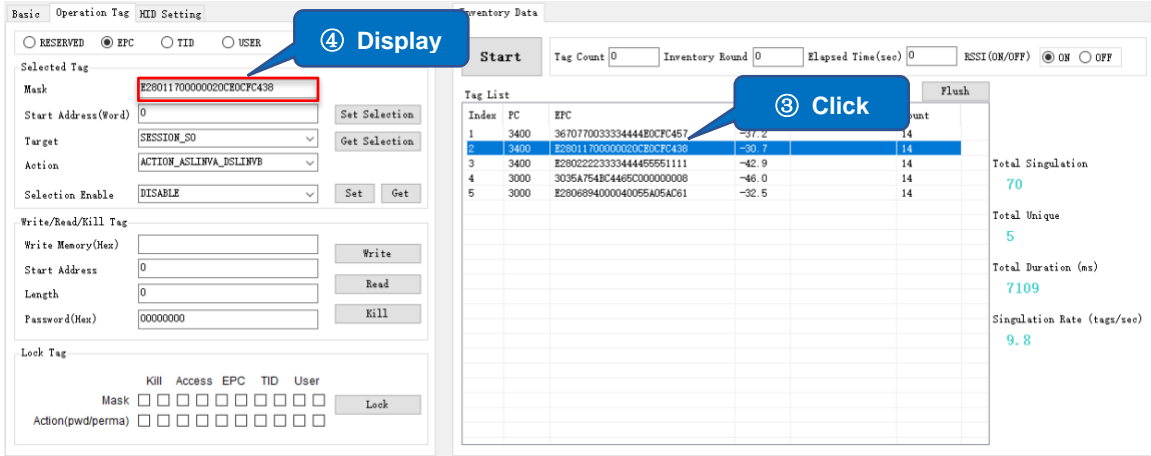 Basic Operation Tag HID Setting
④ Display
RESERVED EPC TID USER
Selected Tag
Mask E28011700000020CE0CFC438
Start Address(Word) 0 Set Selection
Target SESSION_S0 Get Selection
Action ACTION_ASLINVA_DSLINVB
Selection Enable DISABLE Set Get
Write/Read/Kill Tag
Write Memory(Hex) Write
Start Address 0
Length 0 Read
Password(Hex) 00000000 Kill
Lock Tag
Kill Access EPC TID User
Mask
Action(pwd/perma) Lock
Inventory Data
Start Tag Count 0 Inventory Round 0 Elapsed Time(sec) 0 RSSI(ON/OFF) ON OFF
Tag List Flush
③ Click
Index PC EPC
1 3400 3670770033334444E0CFC457 -37.2 14
2 3400 E28011700000020CE0CFC438 -30.7 14
3 3400 E28022223333444455551111 -42.9 14
4 3000 3035A754BC4465C000000008 -46.0 14
5 3000 E2806894000040055A05AC61 -32.5 14
Total Singulation
70
Total Unique
5
Total Duration (ms)
7109
Singulation Rate (tags/sec)
9.8